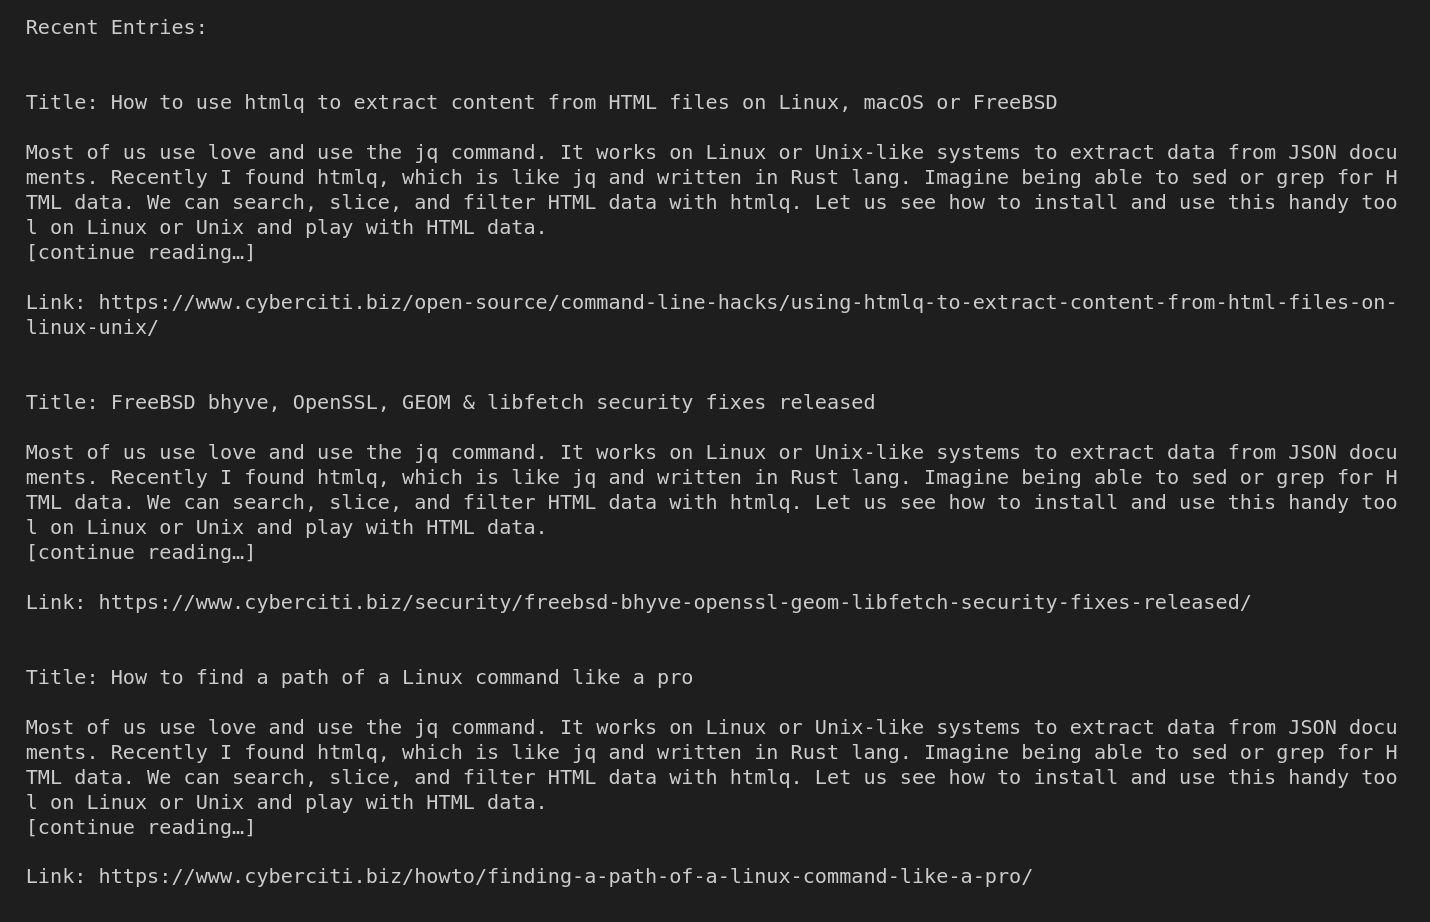 Recent Entries:
Title: How to use htmlq to extract content from HTML files on Linux, macOS or FreeBSD
Most of us use love and use the jq command. It works on Linux or Unix-like systems to extract data from JSON docu
ments. Recently I found htmlq, which is like jq and written in Rust lang. Imagine being able to sed or grep for H
TML data. We can search, slice, and filter HTML data with htmlq. Let us see how to install and use this handy too
l on Linux or Unix and play with HTML data.
[continue reading…]
Link: https://www.cyberciti.biz/open-source/command-line-hacks/using-htmlq-to-extract-content-from-html-files-on-
linux-unix/
Title: FreeBSD bhyve, OpenSSL, GEOM & libfetch security fixes released
Most of us use love and use the jq command. It works on Linux or Unix-like systems to extract data from JSON docu
ments. Recently I found htmlq, which is like jq and written in Rust lang. Imagine being able to sed or grep for H
TML data. We can search, slice, and filter HTML data with htmlq. Let us see how to install and use this handy too
l on Linux or Unix and play with HTML data.
[continue reading…]
Link: https://www.cyberciti.biz/security/freebsd-bhyve-openssl-geom-libfetch-security-fixes-released/
Title: How to find a path of a Linux command like a pro
Most of us use love and use the jq command. It works on Linux or Unix-like systems to extract data from JSON docu
ments. Recently I found htmlq, which is like jq and written in Rust lang. Imagine being able to sed or grep for H
TML data. We can search, slice, and filter HTML data with htmlq. Let us see how to install and use this handy too
l on Linux or Unix and play with HTML data.
[continue reading…]
Link: https://www.cyberciti.biz/howto/finding-a-path-of-a-linux-command-like-a-pro/